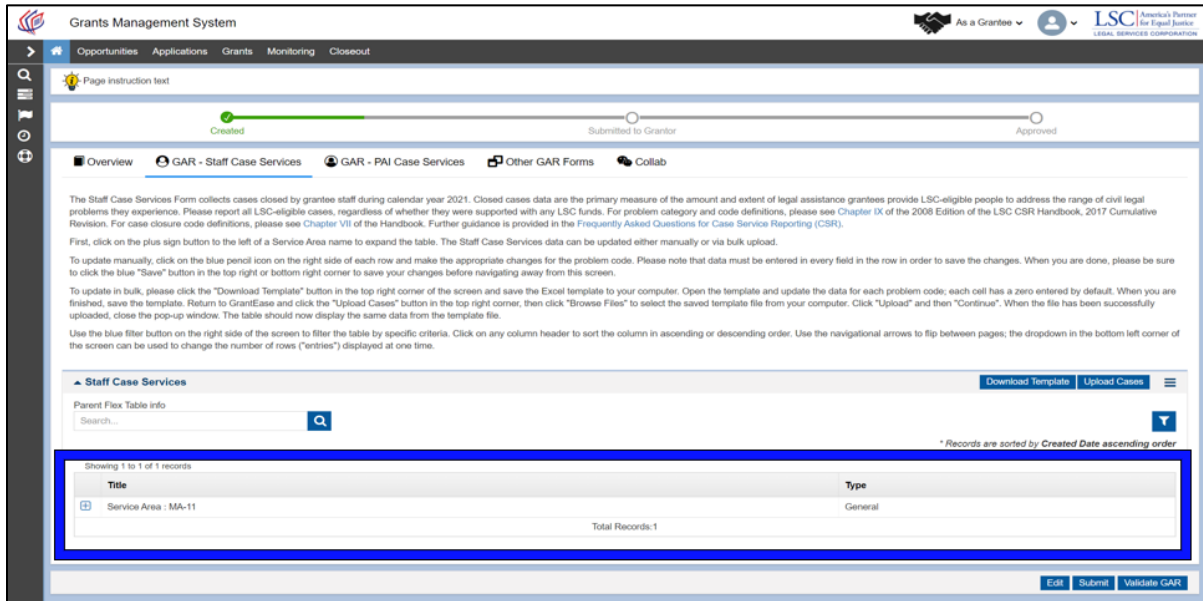 Grants Management System
As a Grantee
LSC America's Partner for Equal Justice
LEGAL SERVICES CORPORATION
Opportunities Applications Grants Monitoring Closeout
Page instruction text
Created Submitted to Grantor Approved
Overview GAR - Staff Case Services GAR - PAI Case Services Other GAR Forms Collab
The Staff Case Services Form collects cases closed by grantee staff during calendar year 2021. Closed cases data are the primary measure of the amount and extent of legal assistance grantees provide LSC-eligible people to address the range of civil legal
problems they experience. Please report all LSC-eligible cases, regardless of whether they were supported with any LSC funds. For problem category and code definitions, please see Chapter IX of the 2008 Edition of the LSC CSR Handbook, 2017 Cumulative
Revision. For case closure code definitions, please see Chapter VII of the Handbook. Further guidance is provided in the Frequently Asked Questions for Case Service Reporting (CSR).
First, click on the plus sign button to the left of a Service Area name to expand the table. The Staff Case Services data can be updated either manually or via bulk upload.
To update manually, click on the blue pencil icon on the right side of each row and make the appropriate changes for the problem code. Please note that data must be entered in every field in the row in order to save the changes. When you are done, please be sure
to click the blue "Save" button in the top right or bottom right corner to save your changes before navigating away from this screen.
To update in bulk, please click the "Download Template" button in the top right corner of the screen and save the Excel template to your computer. Open the template and update the data for each problem code; each cell has a zero entered by default. When you are
finished, save the template. Return to GrantEase and click the "Upload Cases" button in the top right corner, then click "Browse Files" to select the saved template file from your computer. Click "Upload" and then "Continue". When the file has been successfully
uploaded, close the pop-up window. The table should now display the same data from the template file.
Use the blue filter button on the right side of the screen to filter the table by specific criteria. Click on any column header to sort the column in ascending or descending order. Use the navigational arrows to flip between pages; the dropdown in the bottom left corner of
the screen can be used to change the number of rows ("entries") displayed at one time.
Staff Case Services Download Template Upload Cases
Parent Flex Table info
Search...
* Records are sorted by Created Date ascending order
Showing 1 to 1 of 1 records
Title Type
Service Area : MA-11 General
Total Records:1
Edit Submit Validate GAR